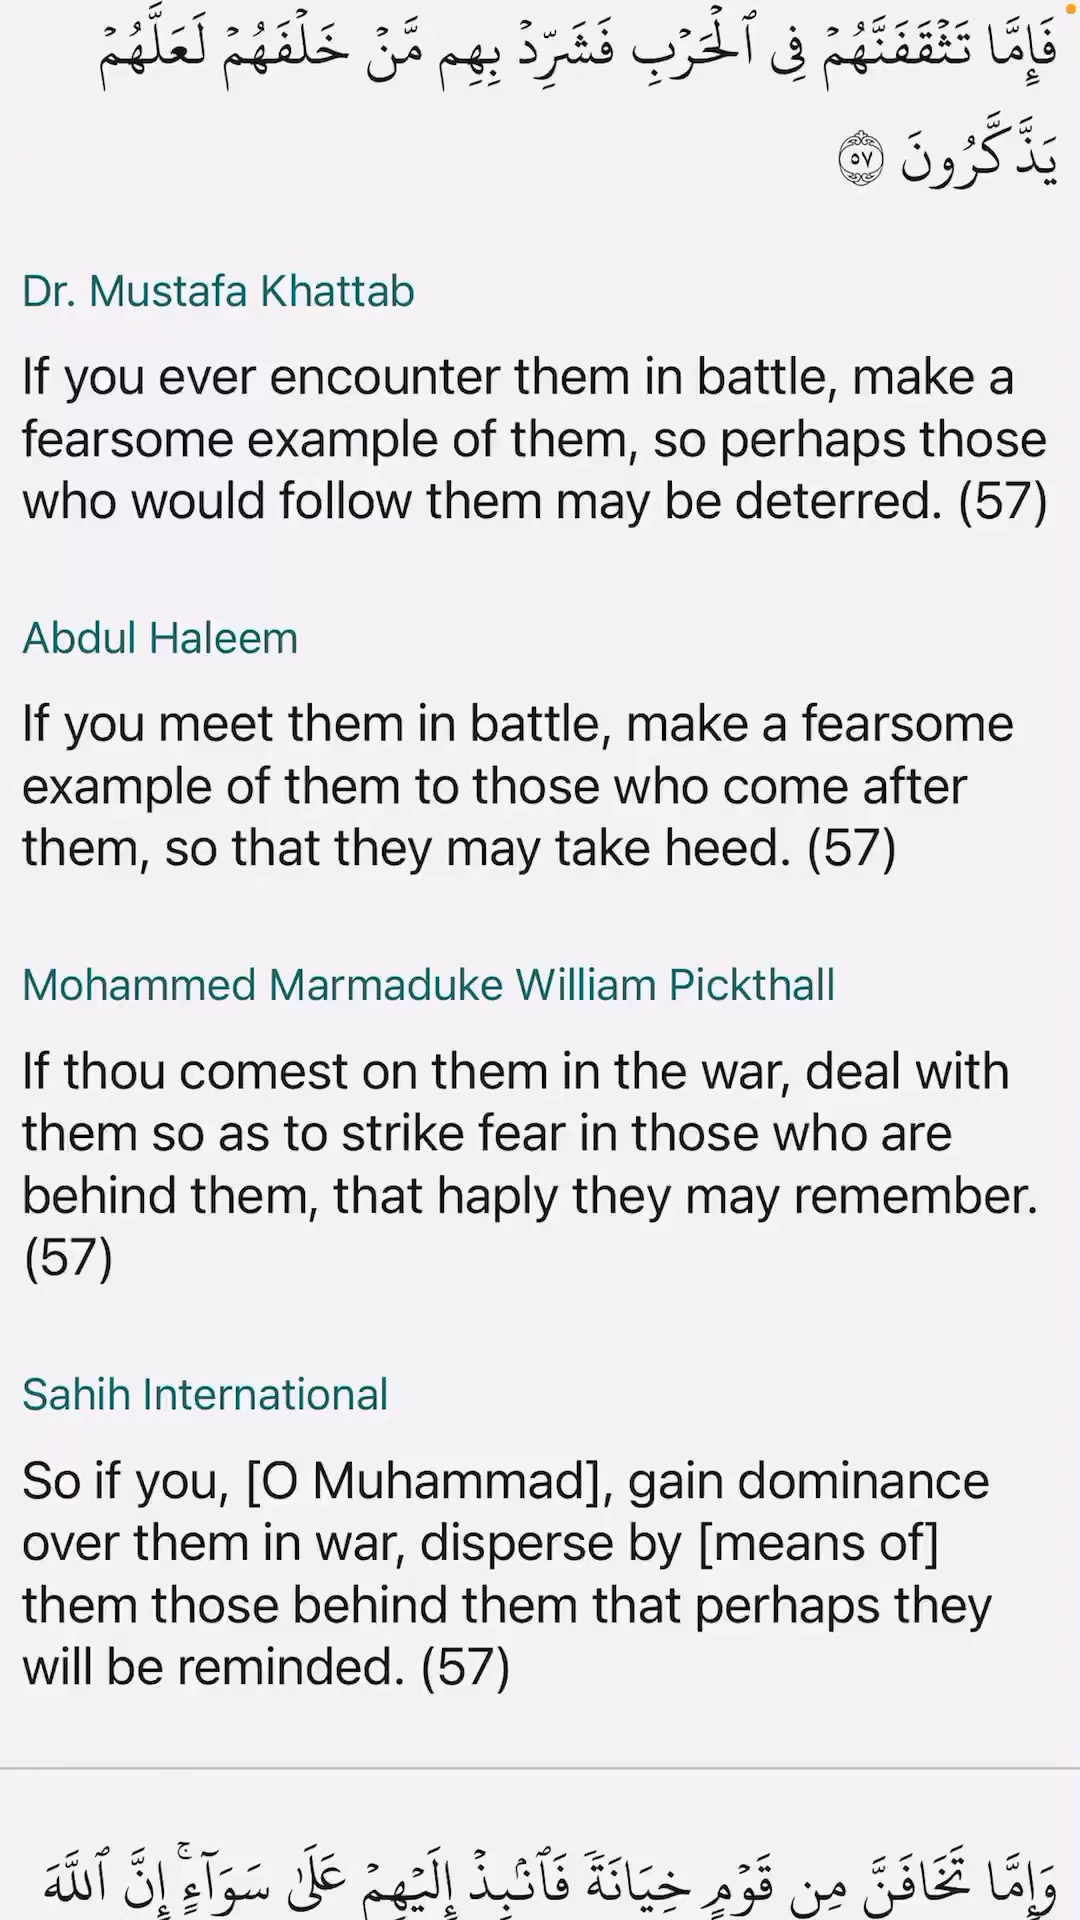 فَإِمَّا تَثْقَفَنَّهُمْ فِى ٱلْحَرْبِ فَشَرِّدْ بِهِم مَّنْ خَلْفَهُمْ لَعَلَّهُمْ
يَذَّكَّرُونَ ٥٧
Dr. Mustafa Khattab
If you ever encounter them in battle, make a
fearsome example of them, so perhaps those
who would follow them may be deterred. (57)
Abdul Haleem
If you meet them in battle, make a fearsome
example of them to those who come after
them, so that they may take heed. (57)
Mohammed Marmaduke William Pickthall
If thou comest on them in the war, deal with
them so as to strike fear in those who are
behind them, that haply they may remember.
(57)
Sahih International
So if you, [O Muhammad], gain dominance
over them in war, disperse by [means of]
them those behind them that perhaps they
will be reminded. (57)
وَإِمَّا تَخَافَنَّ مِن قَوْمٍ خِيَانَةً فَٱنۢبِذْ إِلَيْهِمْ عَلَىٰ سَوَآءٍ ۚ إِنَّ ٱللَّهَ